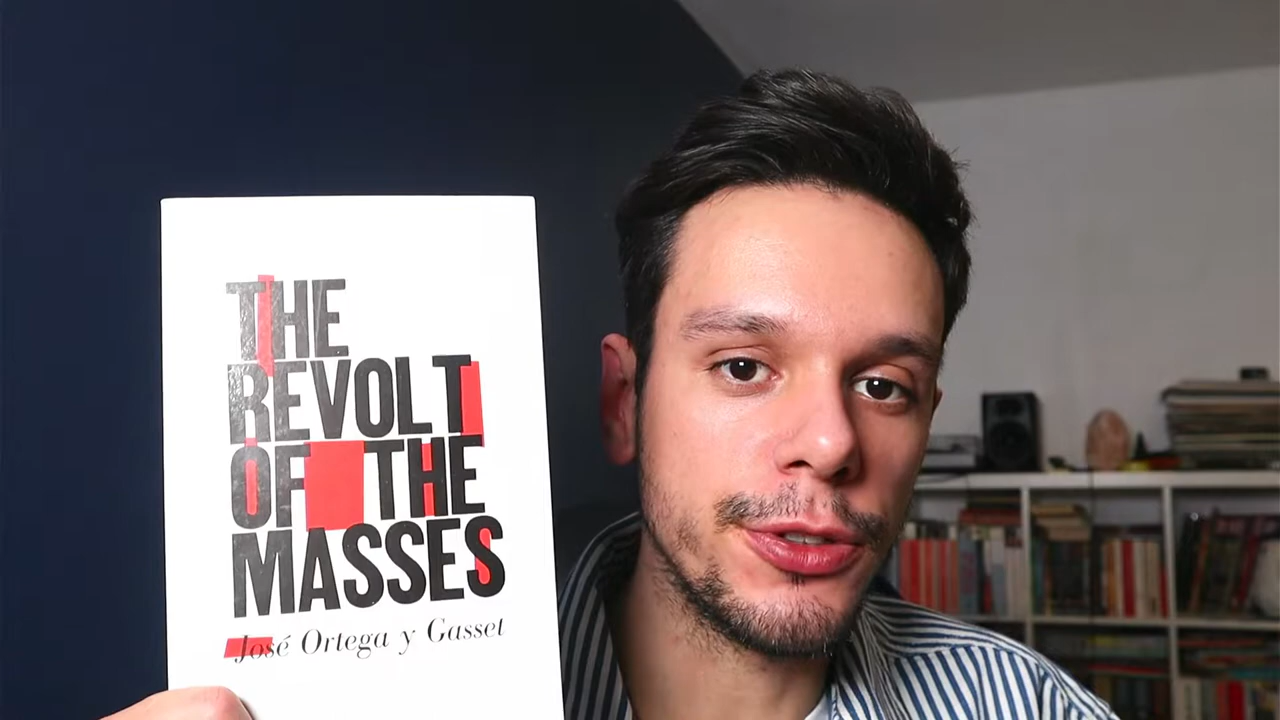 THE
REVOLT
OF THE
MASSES
José Ortega y Gasset